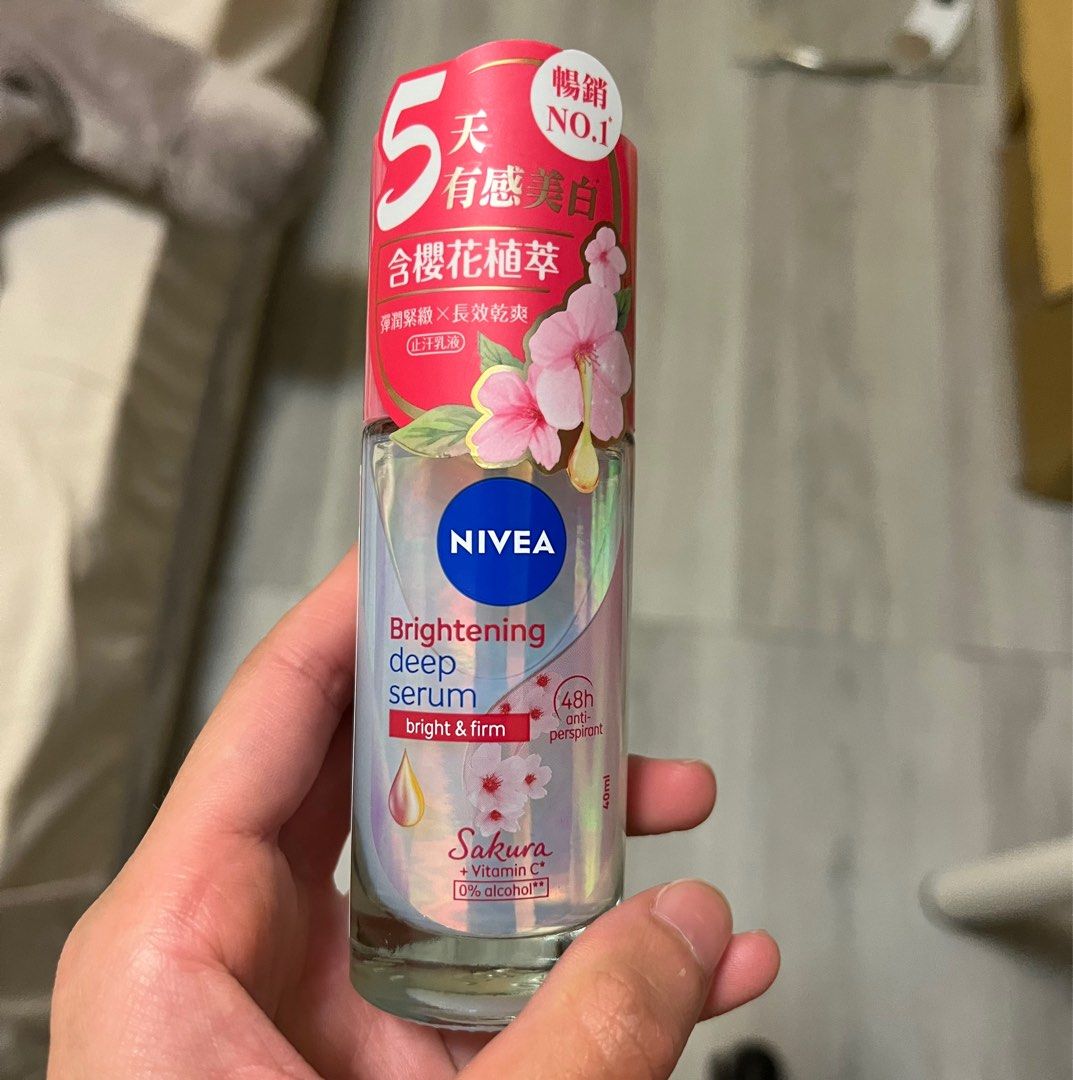 暢銷
NO.1*
5天
有感美白
含櫻花植萃
彈潤緊緻×長效乾爽
止汗乳液
NIVEA
Brightening
deep
serum
bright & firm
48h
anti-
perspirant
40ml
Sakura
+ Vitamin C*
0% alcohol**